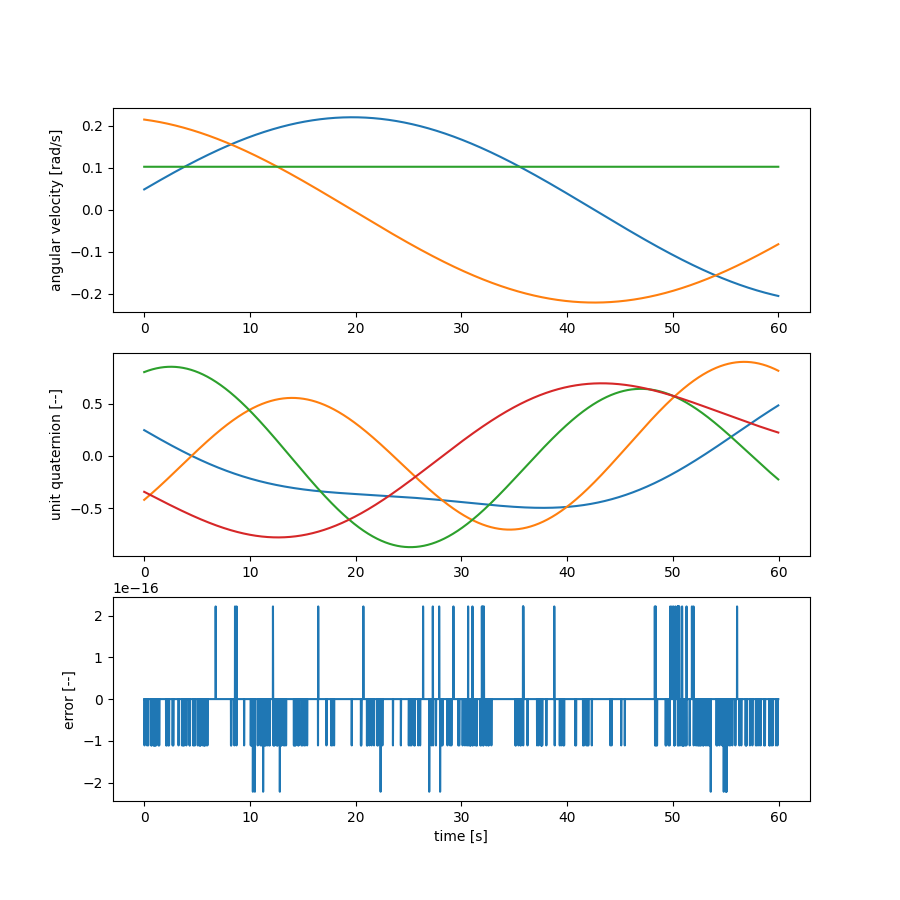 angular velocity [rad/s]
0.2
0.1
0.0
−0.1
−0.2
0 10 20 30 40 50 60
unit quaternion [--]
0.5
0.0
−0.5
0 10 20 30 40 50 60
1e−16
error [--]
2
1
0
−1
−2
0 10 20 30 40 50 60
time [s]